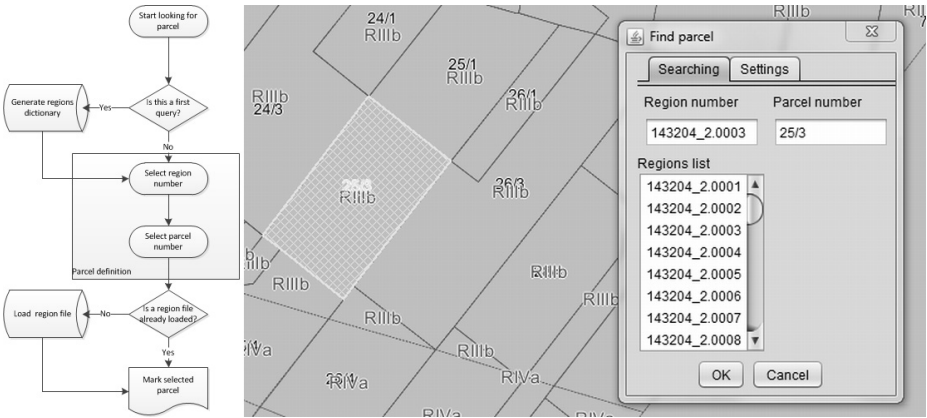 Start looking for
parcel
Is this a first
query?
Yes
Generate regions
dictionary
No
Select region
number
Select parcel
number
Parcel definition
Is a region file
already loaded?
No
Load region file
Yes
Mark selected
parcel
24/1
RIIIb
25/1
RIIIb
RIIIb
24/3
26/1
RIIIb
RIIIb
26/3
RIIIb
RIIIb
RIIIb
RIIIb
RIIIb
RIIIb
RIVa
RIVa
RIVa
RIVa
Find parcel
Searching
Settings
Region number
Parcel number
143204_2.0003
25/3
Regions list
143204_2.0001
143204_2.0002
143204_2.0003
143204_2.0004
143204_2.0005
143204_2.0006
143204_2.0007
143204_2.0008
OK
Cancel